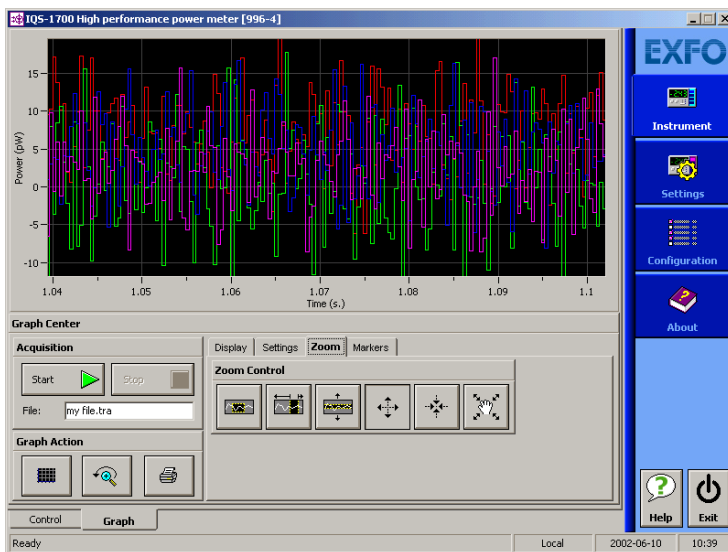 IQS-1700 High performance power meter [996-4]
EXFO
Instrument
Settings
Configuration
About
Help
Exit
Power (pW)
15
10
5
0
-5
-10
1.04
1.05
1.06
1.07
1.08
1.09
1.1
Time (s.)
Graph Center
Acquisition
Start
Stop
File:
my file.tra
Graph Action
Display
Settings
Zoom
Markers
Zoom Control
Control
Graph
Ready
Local
2002-06-10
10:39